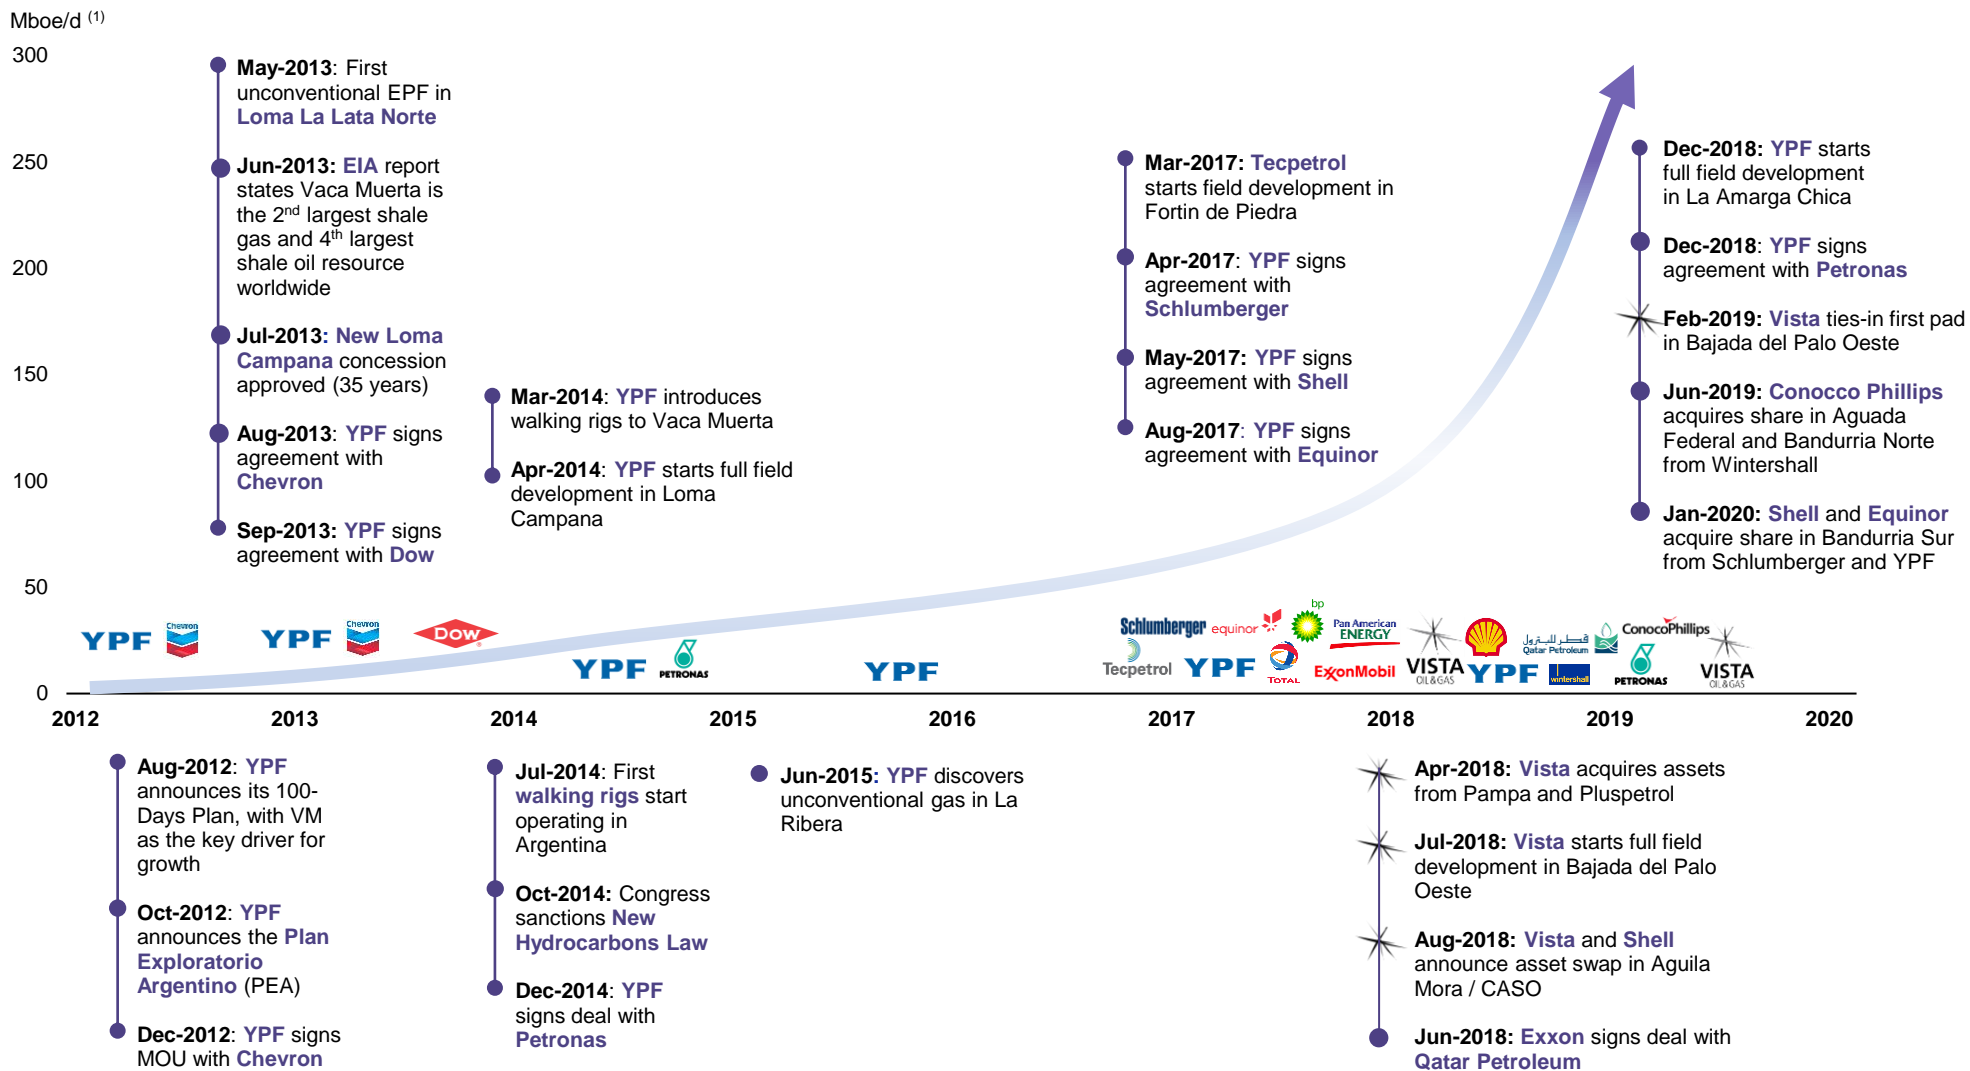 Mboe/d (1)
300
250
200
150
100
50
0
May-2013: First
unconventional EPF in
Loma La Lata Norte
Jun-2013: EIA report
states Vaca Muerta is
the 2nd largest shale
gas and 4th largest
shale oil resource
worldwide
Jul-2013: New Loma
Campana concession
approved (35 years)
Aug-2013: YPF signs
agreement with
Chevron
Sep-2013: YPF signs
agreement with Dow
Mar-2014: YPF introduces
walking rigs to Vaca Muerta
Apr-2014: YPF starts full field
development in Loma
Campana
Mar-2017: Tecpetrol
starts field development in
Fortin de Piedra
Apr-2017: YPF signs
agreement with
Schlumberger
May-2017: YPF signs
agreement with Shell
Aug-2017: YPF signs
agreement with Equinor
Dec-2018: YPF starts
full field development
in La Amarga Chica
Dec-2018: YPF signs
agreement with Petronas
Feb-2019: Vista ties-in first pad
in Bajada del Palo Oeste
Jun-2019: Conocco Phillips
acquires share in Aguada
Federal and Bandurria Norte
from Wintershall
Jan-2020: Shell and Equinor
acquire share in Bandurria Sur
from Schlumberger and YPF
YPF
Chevron
YPF
Chevron
Dow
YPF
PETRONAS
YPF
Schlumberger
equinor
bp
Pan American
ENERGY
Tecpetrol
YPF
TOTAL
ExxonMobil
VISTA
OIL&GAS
YPF
قطر للبترول
Qatar Petroleum
wintershall
ConocoPhillips
PETRONAS
VISTA
OIL&GAS
2012
2013
2014
2015
2016
2017
2018
2019
2020
Aug-2012: YPF
announces its 100-
Days Plan, with VM
as the key driver for
growth
Oct-2012: YPF
announces the Plan
Exploratorio
Argentino (PEA)
Dec-2012: YPF signs
MOU with Chevron
Jul-2014: First
walking rigs start
operating in
Argentina
Oct-2014: Congress
sanctions New
Hydrocarbons Law
Dec-2014: YPF
signs deal with
Petronas
Jun-2015: YPF discovers
unconventional gas in La
Ribera
Apr-2018: Vista acquires assets
from Pampa and Pluspetrol
Jul-2018: Vista starts full field
development in Bajada del Palo
Oeste
Aug-2018: Vista and Shell
announce asset swap in Aguila
Mora / CASO
Jun-2018: Exxon signs deal with
Qatar Petroleum